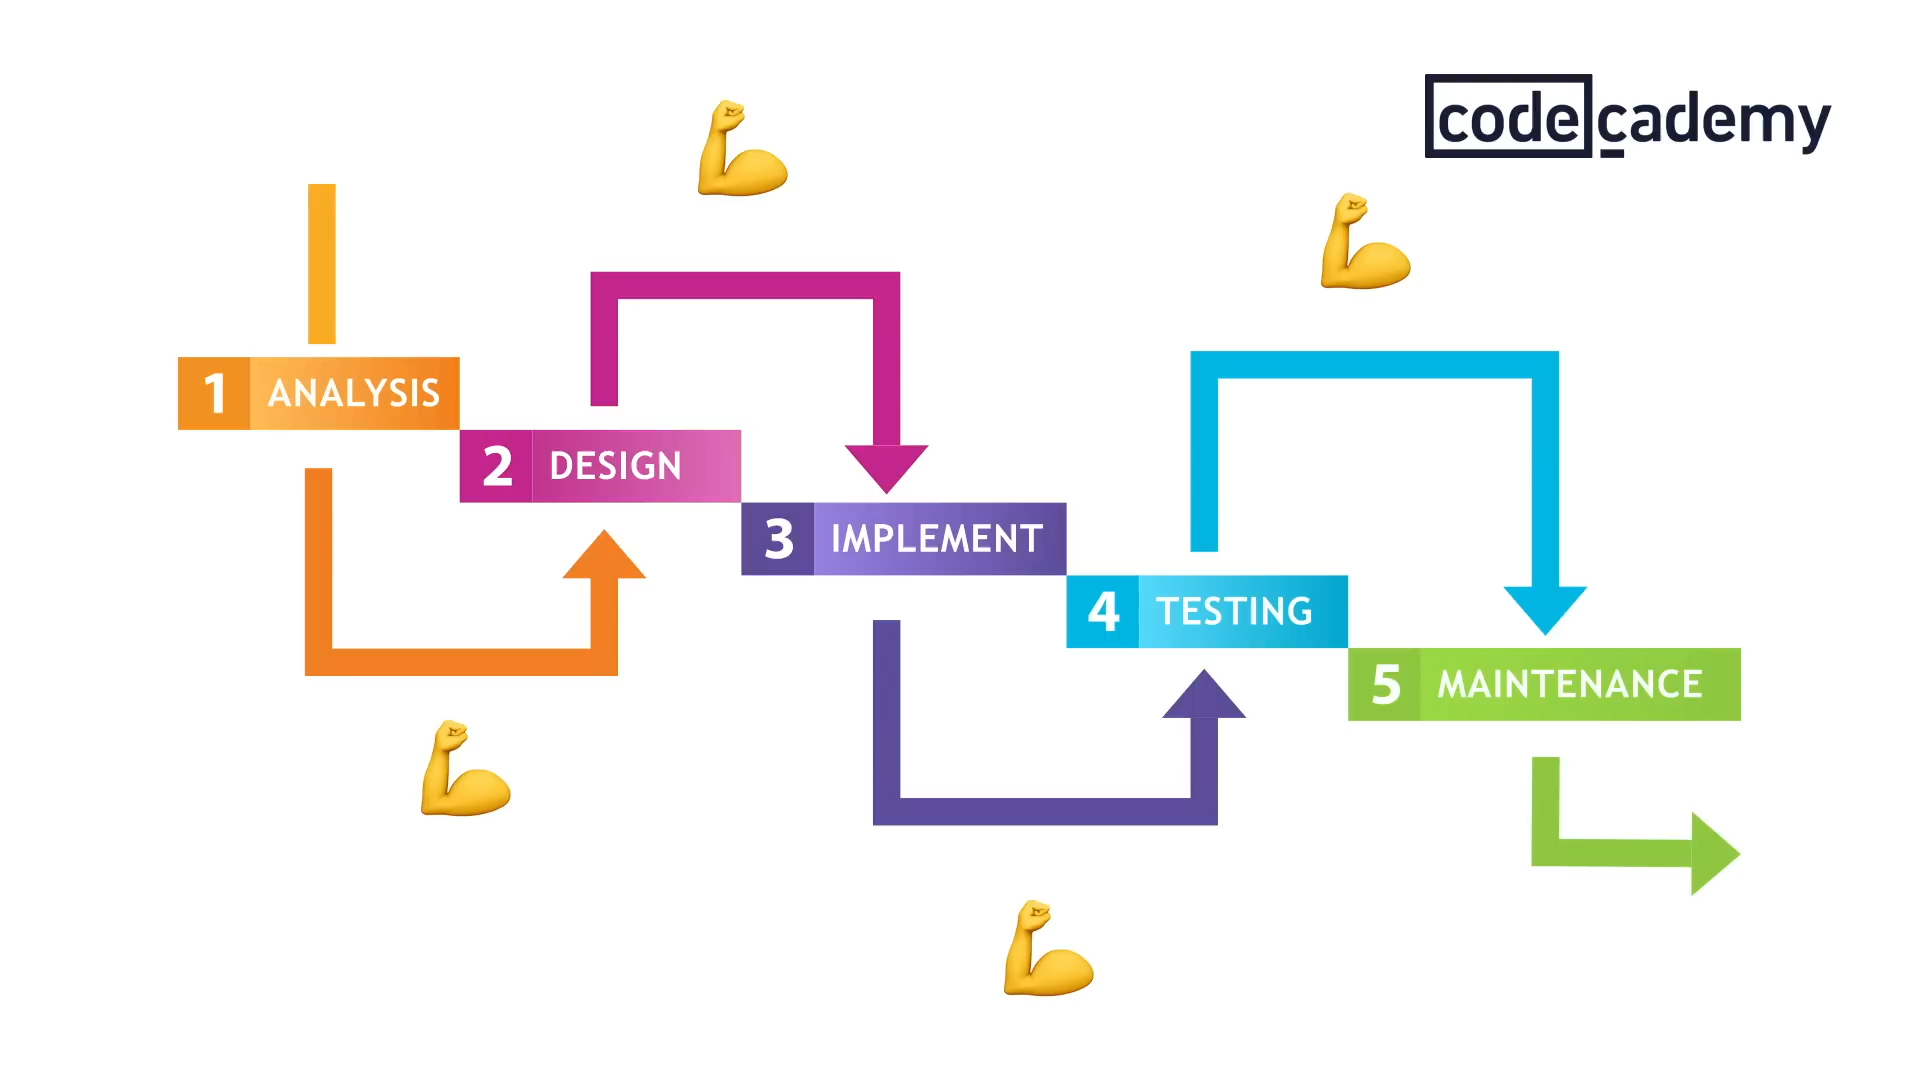 codecademy
1 ANALYSIS
2 DESIGN
3 IMPLEMENT
4 TESTING
5 MAINTENANCE